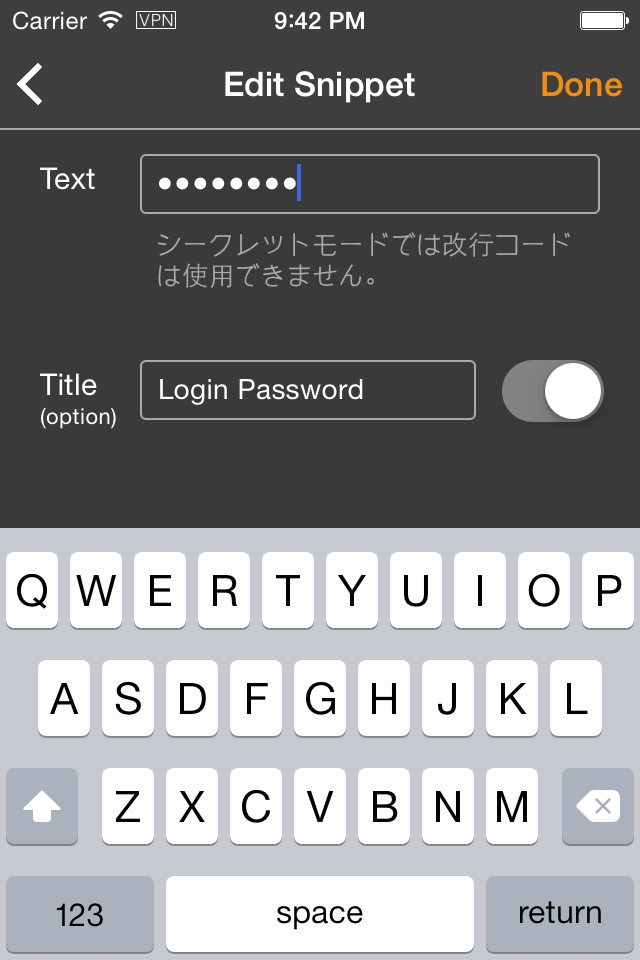 Carrier VPN 9:42 PM
Edit Snippet Done
Text ••••••••
シークレットモードでは改行コード
は使用できません。
Title Login Password
(option)
Q W E R T Y U I O P
A S D F G H J K L
Z X C V B N M
123 space return